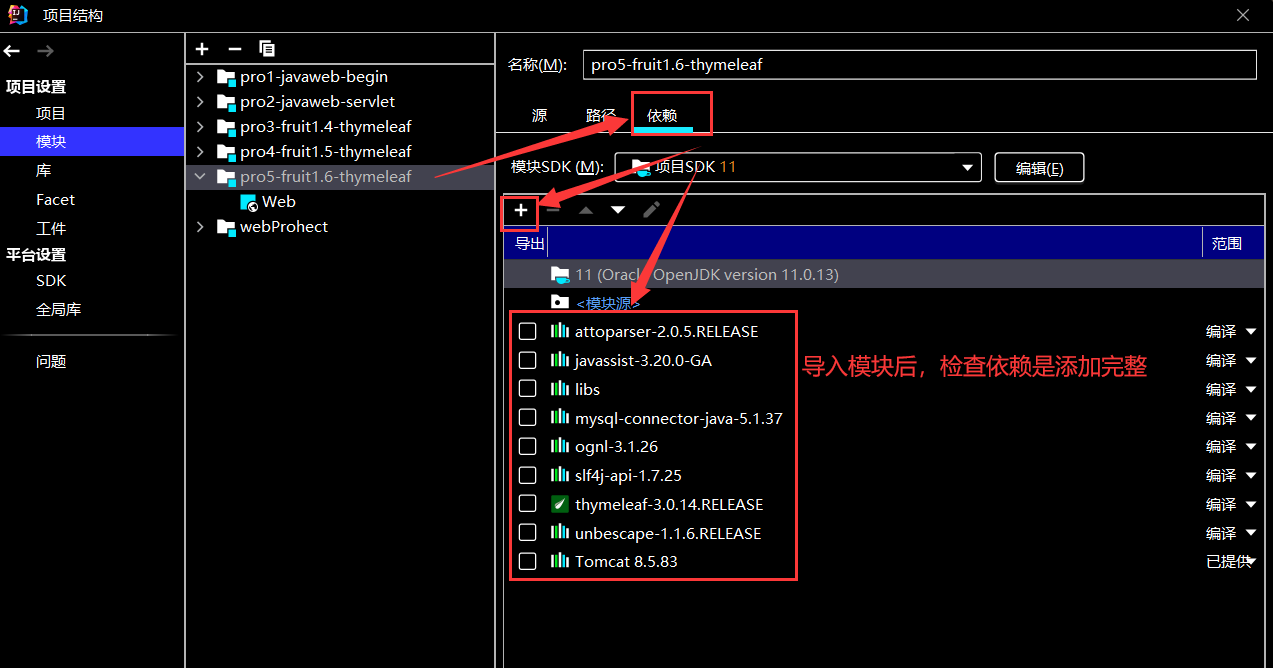 项目结构
项目设置
项目
模块
库
Facet
工件
平台设置
SDK
全局库
问题
pro1-javaweb-begin
pro2-javaweb-servlet
pro3-fruit1.4-thymeleaf
pro4-fruit1.5-thymeleaf
pro5-fruit1.6-thymeleaf
Web
webProhect
名称(M): pro5-fruit1.6-thymeleaf
源 路径 依赖
模块SDK (M): 项目SDK 11 编辑(E)
导出 范围
11 (Oracle OpenJDK version 11.0.13)
<模块源>
attoparser-2.0.5.RELEASE 编译
javassist-3.20.0-GA 编译
libs 编译
mysql-connector-java-5.1.37 编译
ognl-3.1.26 编译
slf4j-api-1.7.25 编译
thymeleaf-3.0.14.RELEASE 编译
unbescape-1.1.6.RELEASE 编译
Tomcat 8.5.83 已提供
导入模块后，检查依赖是添加完整